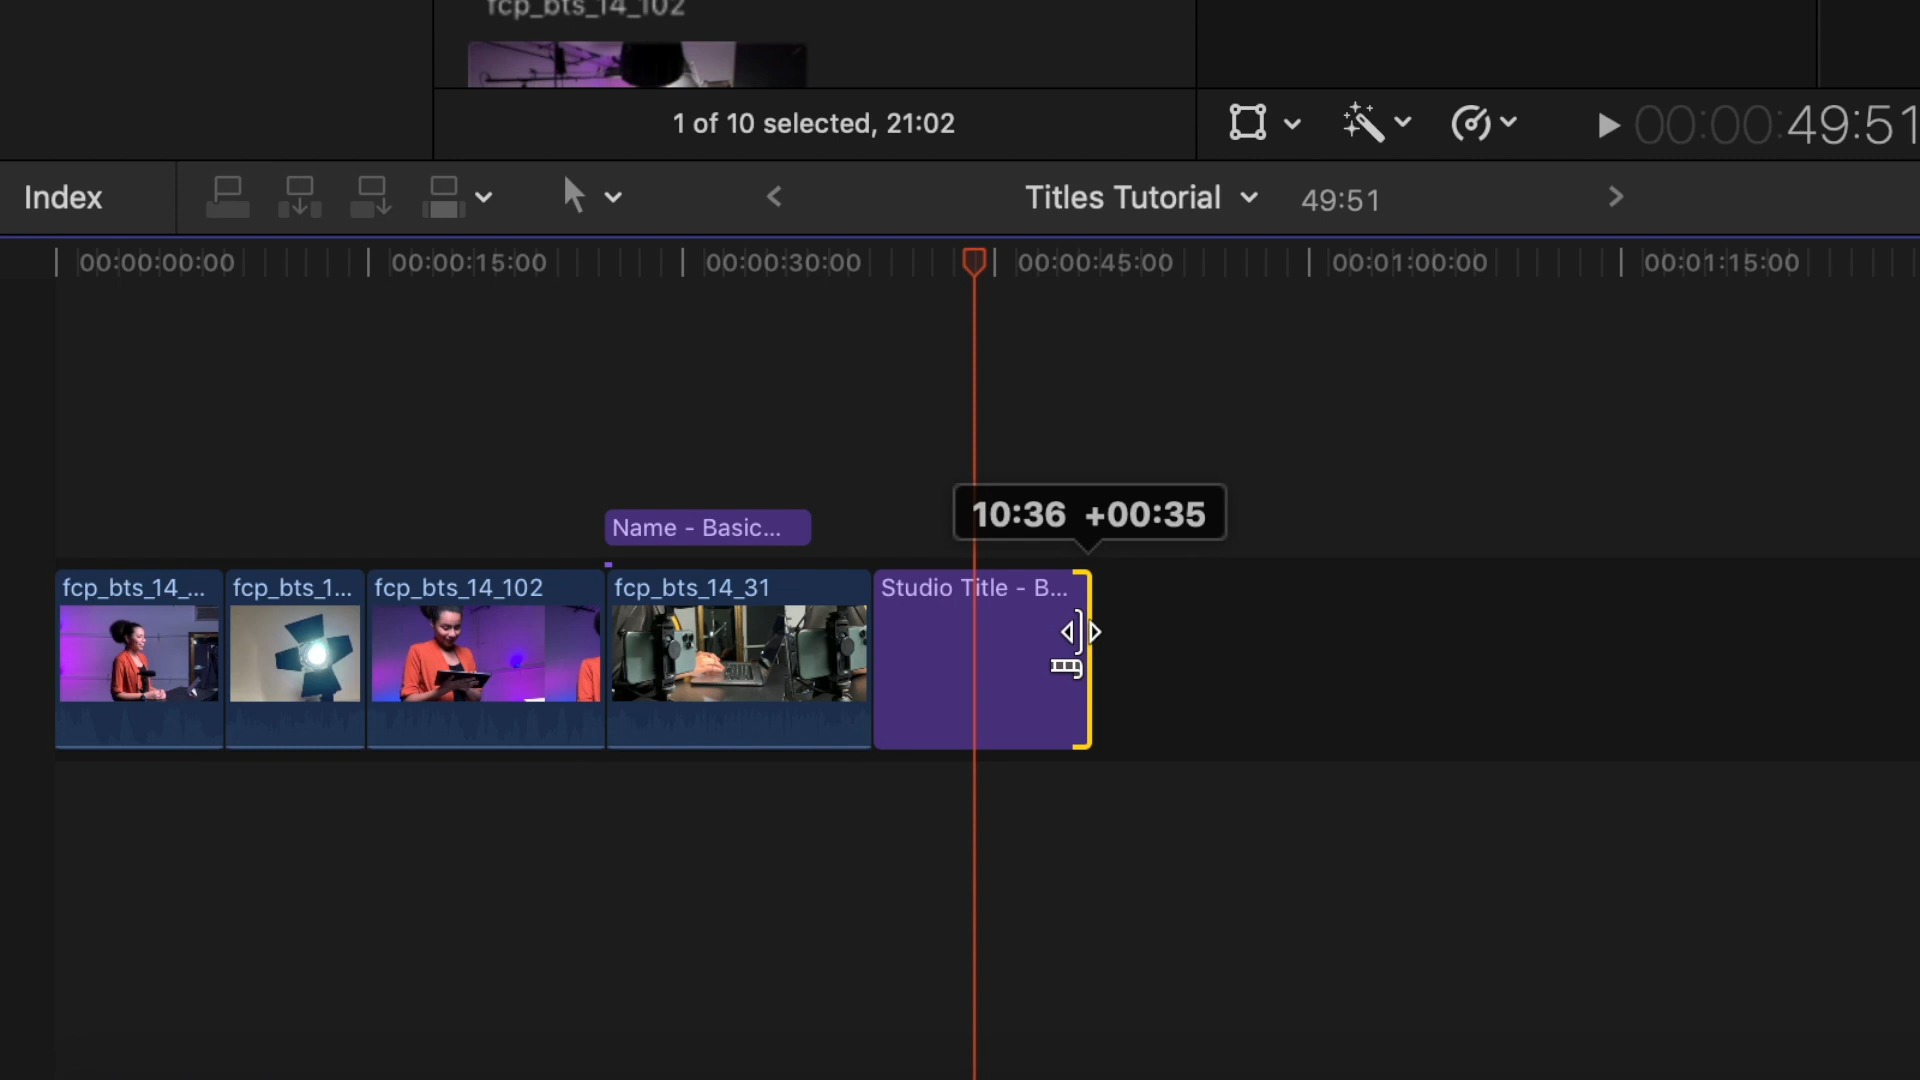 fcp_bts_14_102
1 of 10 selected, 21:02
00:00:49:51
Index
Titles Tutorial
49:51
00:00:00:00
00:00:15:00
00:00:30:00
00:00:45:00
00:01:00:00
00:01:15:00
10:36 +00:35
Name - Basic...
fcp_bts_14_...
fcp_bts_1...
fcp_bts_14_102
fcp_bts_14_31
Studio Title - B...